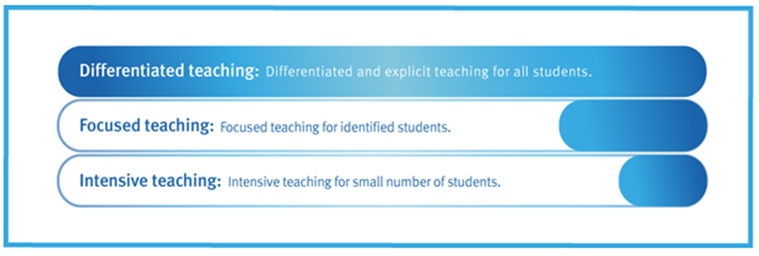 Differentiated teaching: Differentiated and explicit teaching for all students.
Focused teaching: Focused teaching for identified students.
Intensive teaching: Intensive teaching for small number of students.